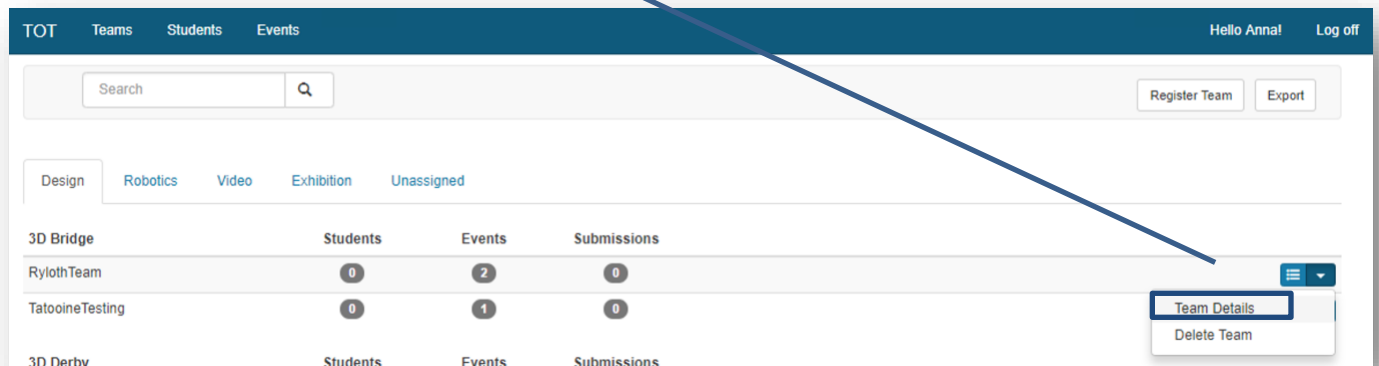 TOT Teams Students Events Hello Anna! Log off
Search Register Team Export
Design Robotics Video Exhibition Unassigned
3D Bridge Students Events Submissions
RylothTeam 0 2 0
TatooineTesting 0 1 0
Team Details
Delete Team
3D Derby Students Events Submissions